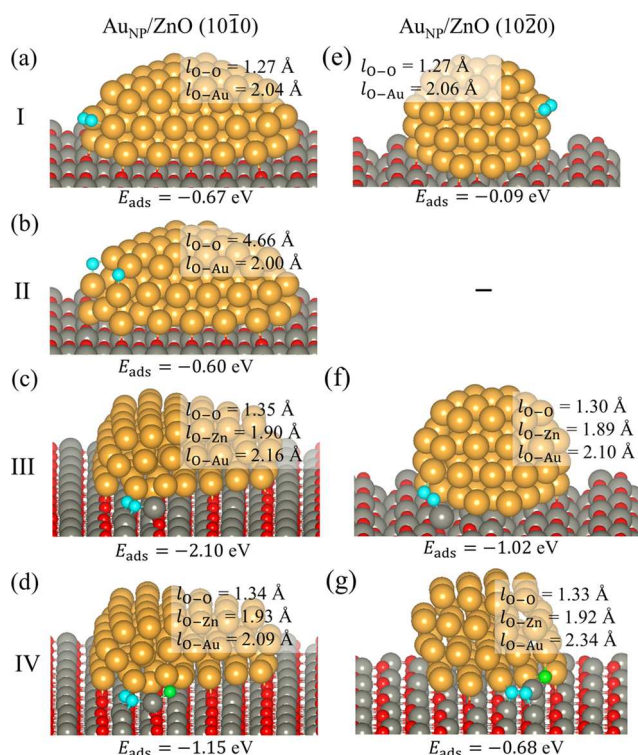 Au_NP/ZnO (101̄0)
Au_NP/ZnO (102̄0)
(a)
l_O–O = 1.27 Å
l_O–Au = 2.04 Å
I
E_ads = −0.67 eV
(e)
l_O–O = 1.27 Å
l_O–Au = 2.06 Å
E_ads = −0.09 eV
(b)
l_O–O = 4.66 Å
l_O–Au = 2.00 Å
II
E_ads = −0.60 eV
–
(c)
l_O–O = 1.35 Å
l_O–Zn = 1.90 Å
l_O–Au = 2.16 Å
III
E_ads = −2.10 eV
(f)
l_O–O = 1.30 Å
l_O–Zn = 1.89 Å
l_O–Au = 2.10 Å
E_ads = −1.02 eV
(d)
l_O–O = 1.34 Å
l_O–Zn = 1.93 Å
l_O–Au = 2.09 Å
IV
E_ads = −1.15 eV
(g)
l_O–O = 1.33 Å
l_O–Zn = 1.92 Å
l_O–Au = 2.34 Å
E_ads = −0.68 eV